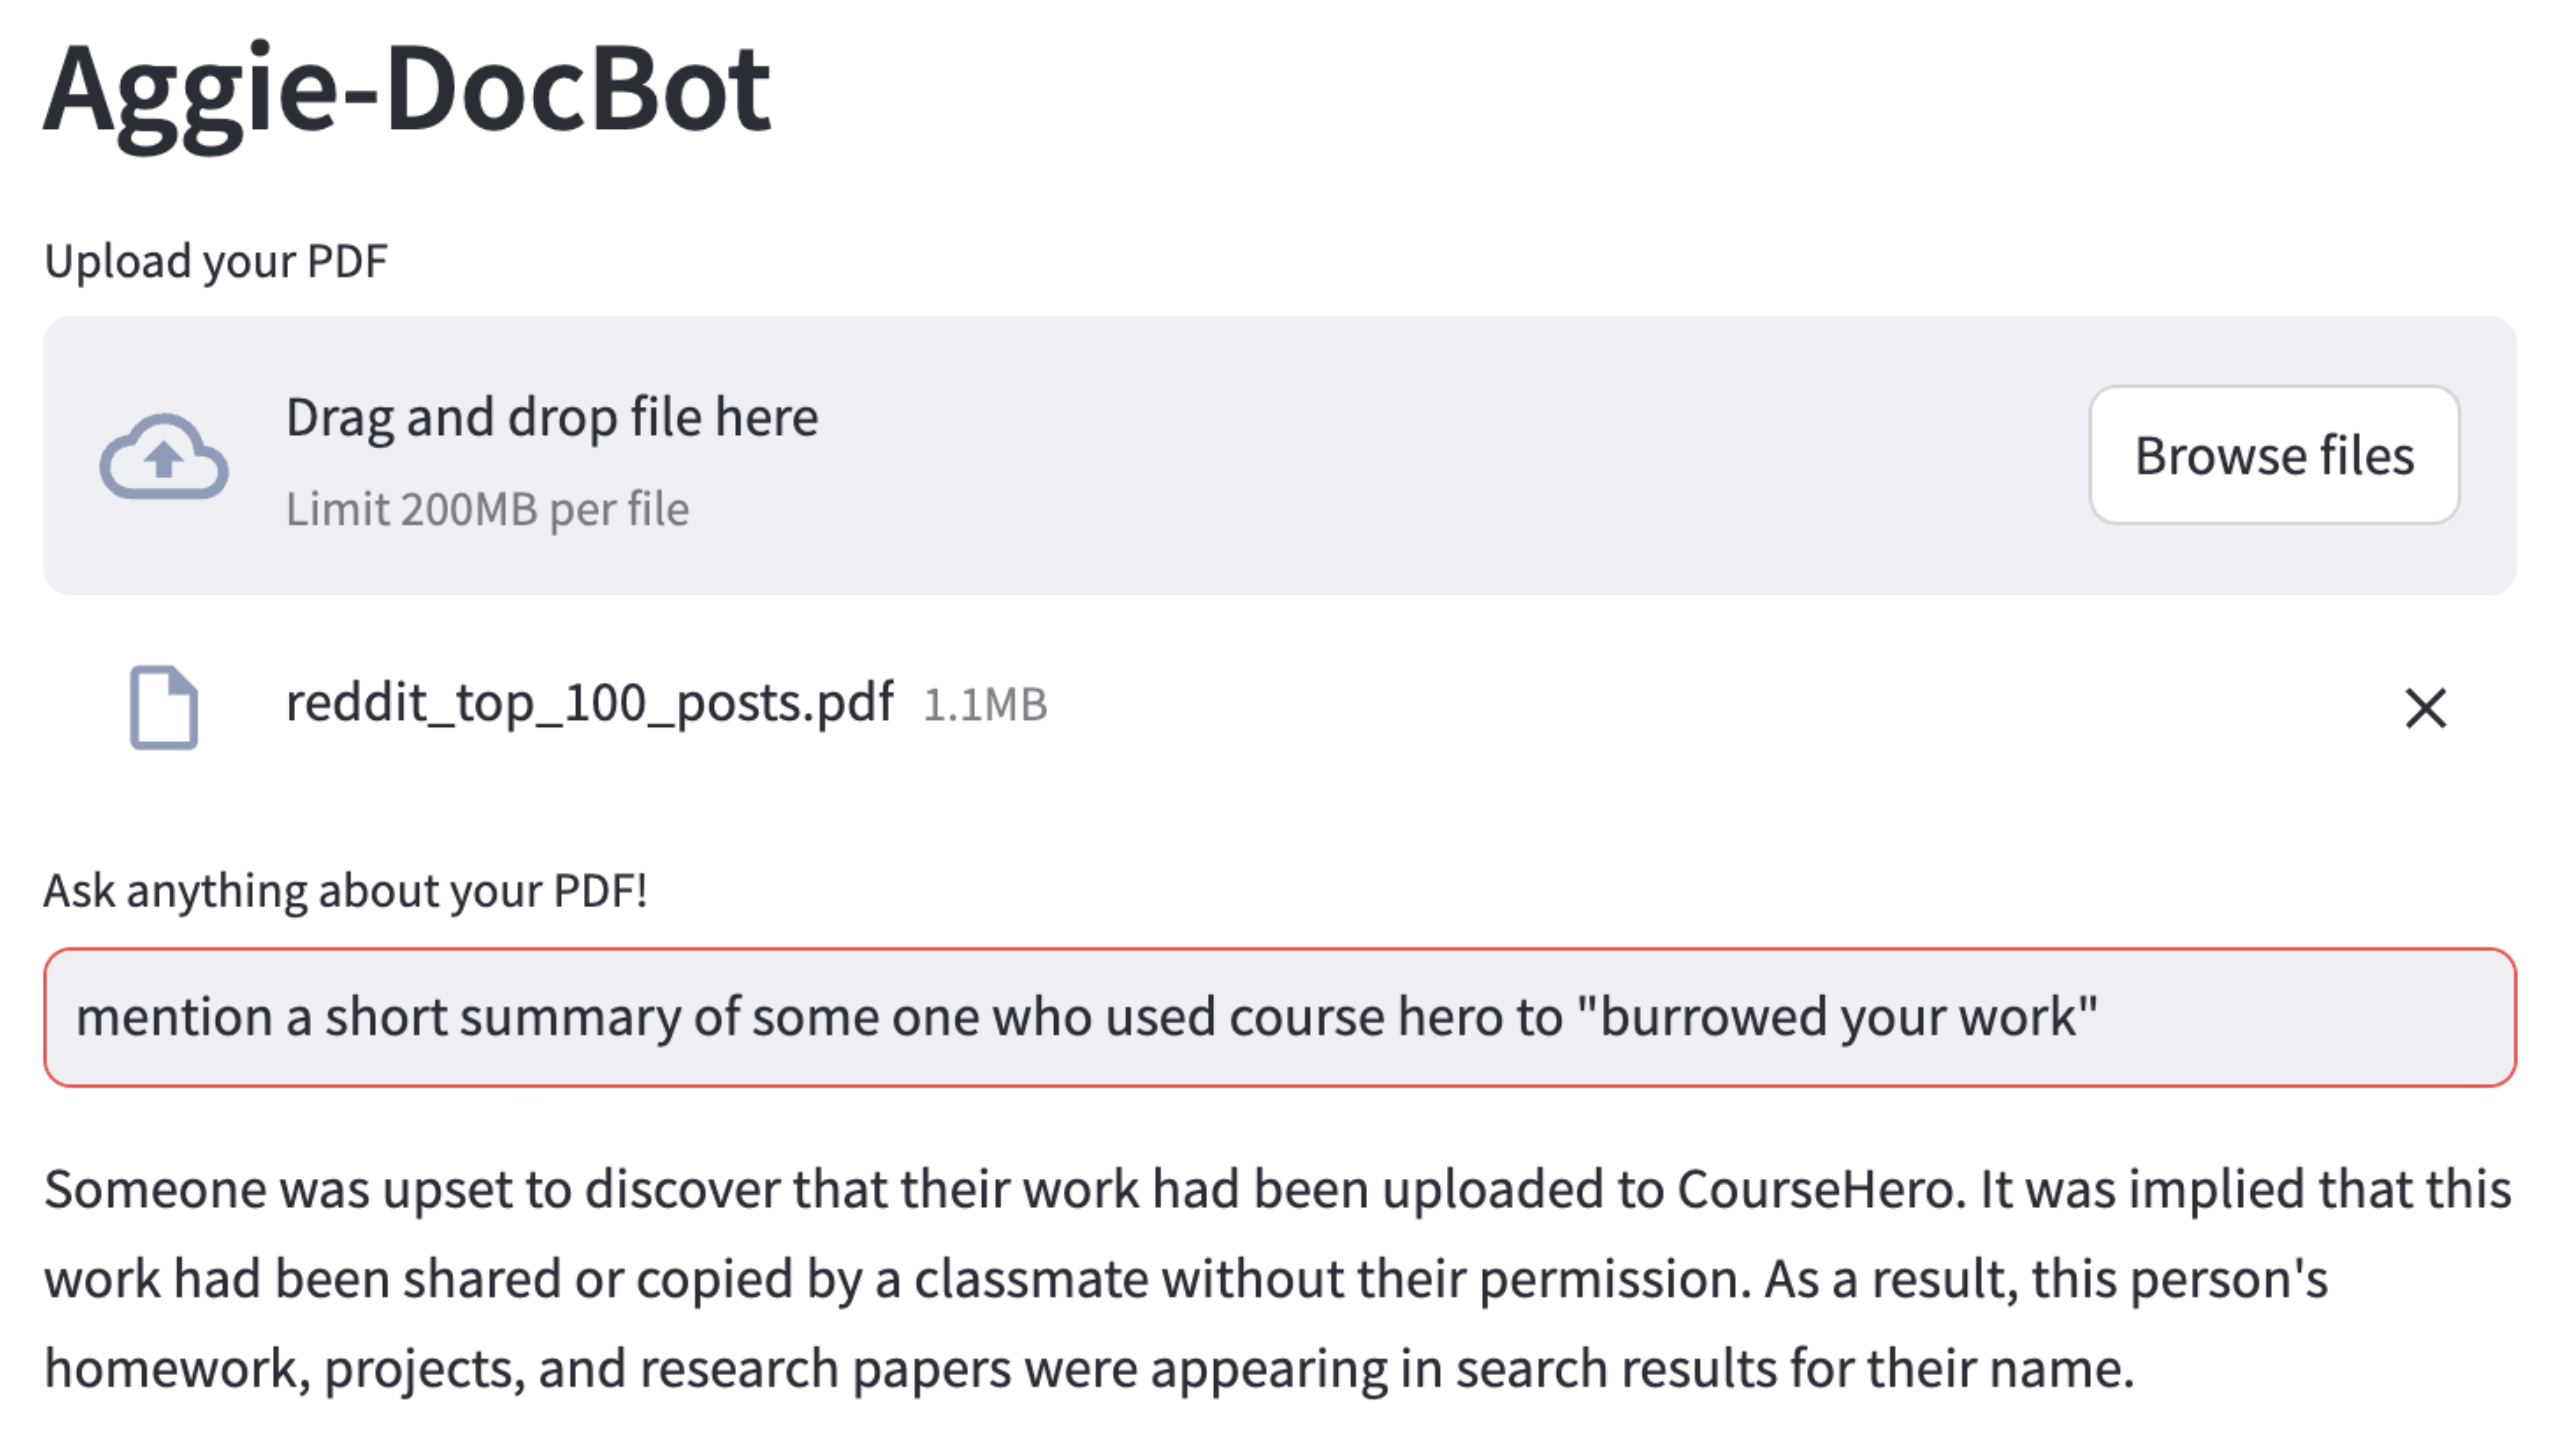 Aggie-DocBot
Upload your PDF
Drag and drop file here
Limit 200MB per file
Browse files
reddit_top_100_posts.pdf 1.1MB
Ask anything about your PDF!
mention a short summary of some one who used course hero to "burrowed your work"
Someone was upset to discover that their work had been uploaded to CourseHero. It was implied that this
work had been shared or copied by a classmate without their permission. As a result, this person's
homework, projects, and research papers were appearing in search results for their name.